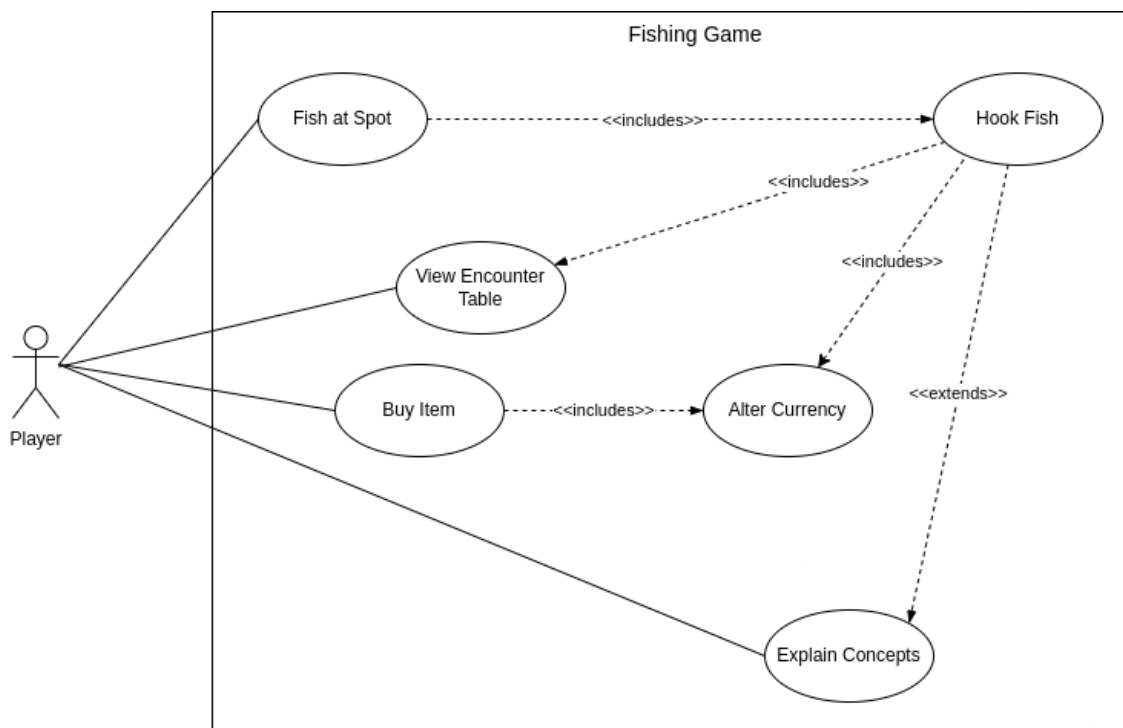 Fishing Game
Fish at Spot
<<includes>>
Hook Fish
<<includes>>
View Encounter
Table
<<includes>>
Player
Buy Item
<<includes>>
Alter Currency
<<extends>>
Explain Concepts